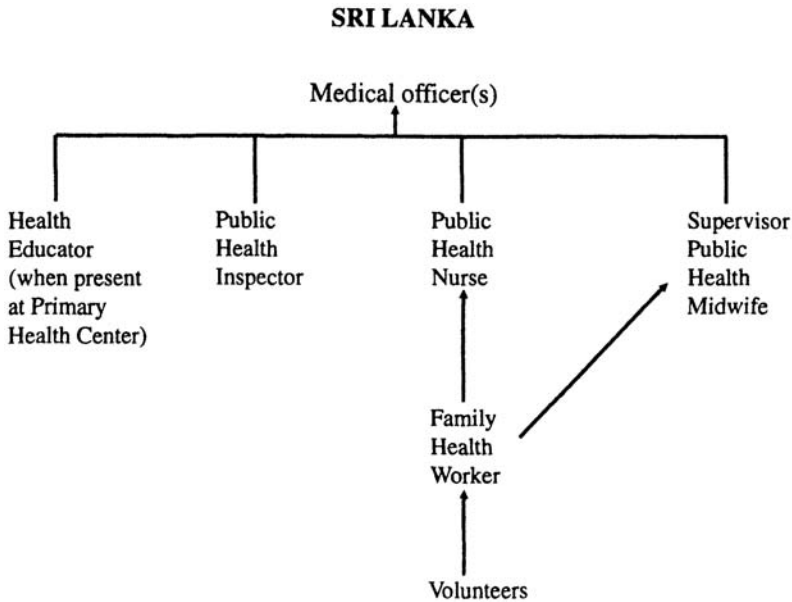 SRI LANKA
Medical officer(s)
Health
Educator
(when present
at Primary
Health Center)
Public
Health
Inspector
Public
Health
Nurse
Supervisor
Public
Health
Midwife
Family
Health
Worker
Volunteers